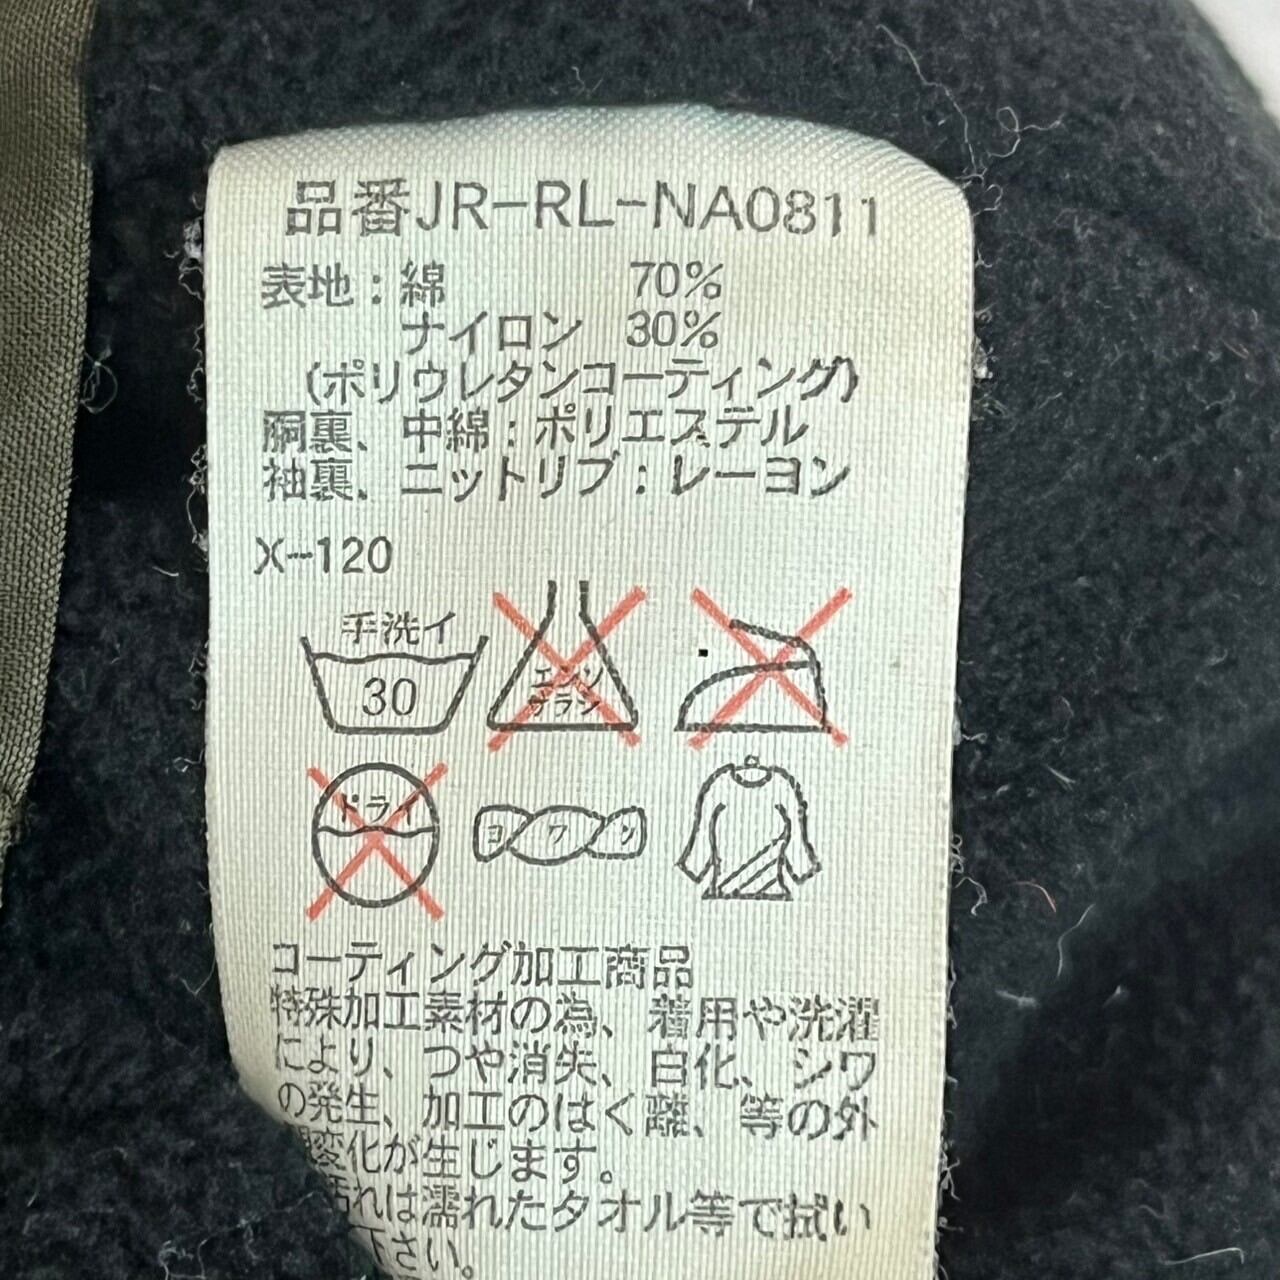 品番JR-RL-NA0811
表地:綿 70%
ナイロン 30%
(ポリウレタンコーティング)
胴裏、中綿:ポリエステル
袖裏、ニットリブ:レーヨン
X-120
手洗イ
30
エンソ
サラシ
ドライ
ヨワク
コーティング加工商品
特殊加工素材の為、着用や洗濯
により、つや消失、白化、シワ
の発生、加工のはく離、等の外
観変化が生じます。
汚れは濡れたタオル等で拭い
下さい。